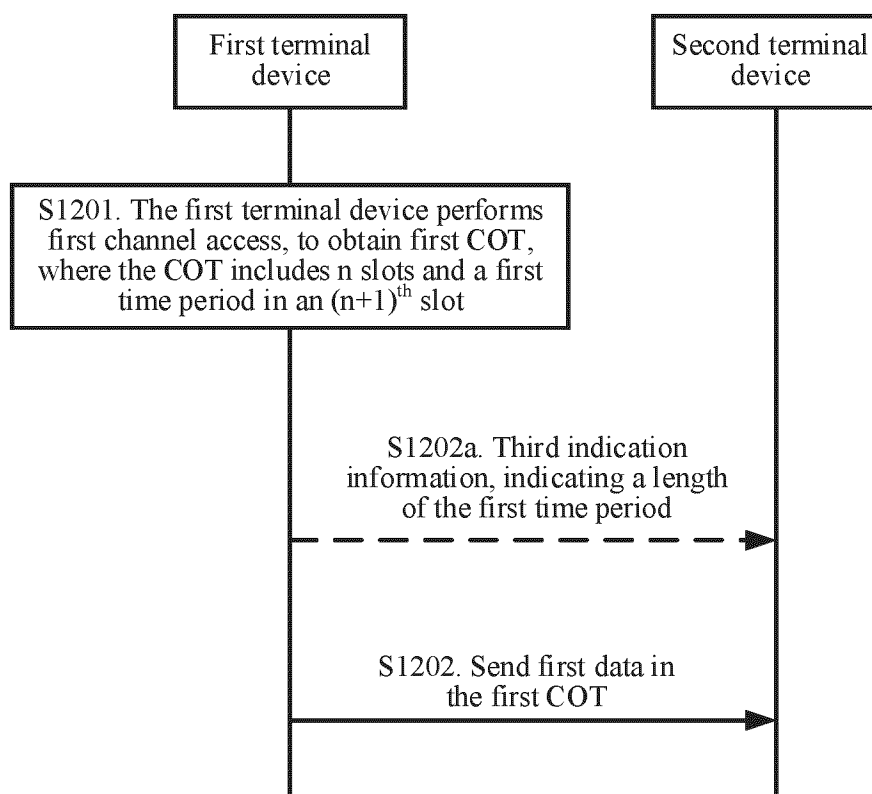 First terminal
device
Second terminal
device
S1201. The first terminal device performs
first channel access, to obtain first COT,
where the COT includes n slots and a first
time period in an (n+1)th slot
S1202a. Third indication
information, indicating a length
of the first time period
S1202. Send first data in
the first COT